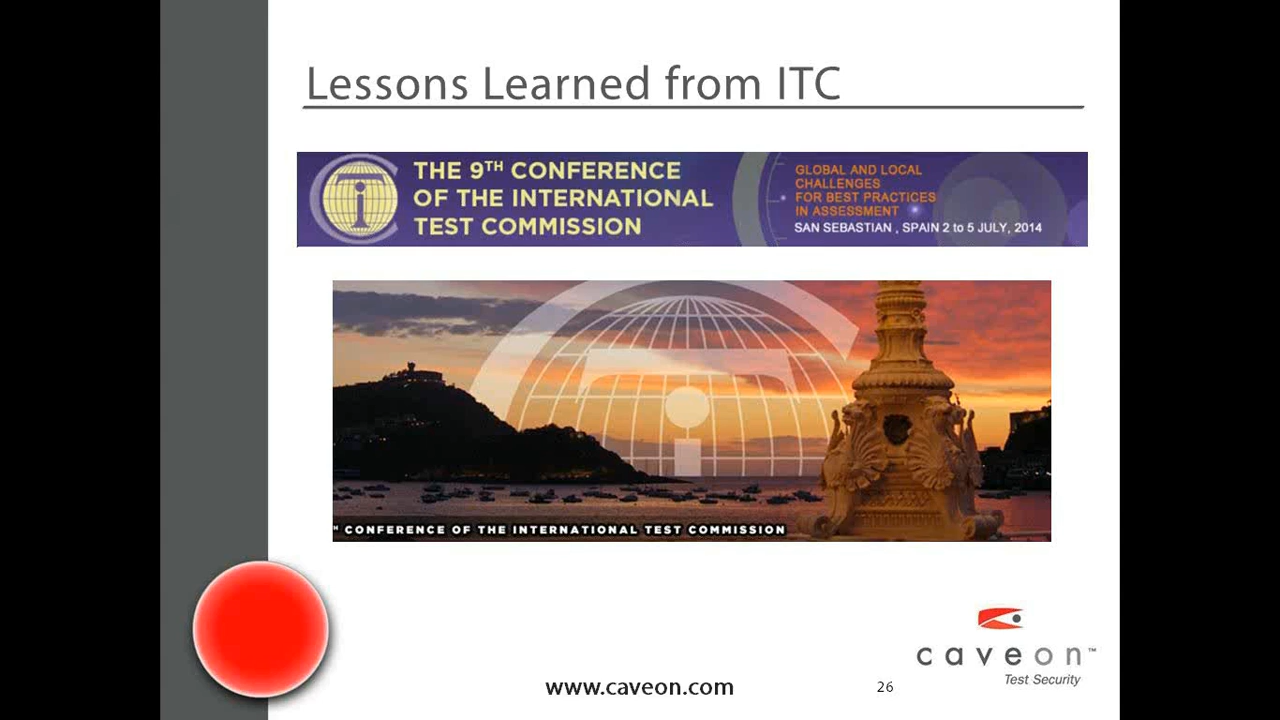 Lessons Learned from ITC
THE 9TH CONFERENCE
OF THE INTERNATIONAL
TEST COMMISSION
GLOBAL AND LOCAL
CHALLENGES
FOR BEST PRACTICES
IN ASSESSMENT
SAN SEBASTIAN , SPAIN 2 to 5 JULY, 2014
CONFERENCE OF THE INTERNATIONAL TEST COMMISSION
caveon™
Test Security
www.caveon.com
26